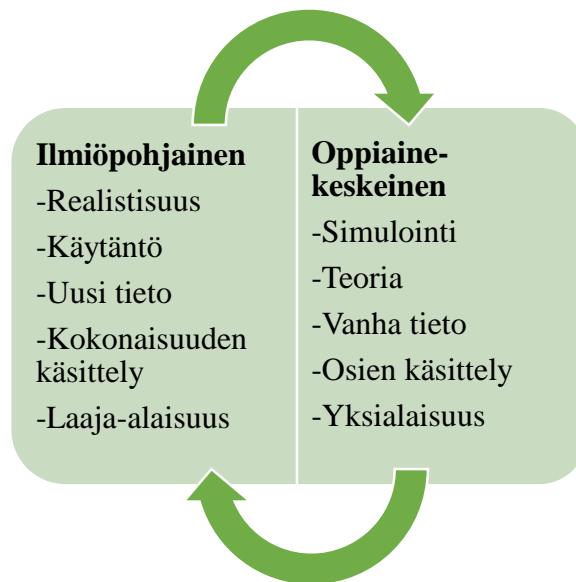 Ilmiöpohjainen
-Realistisuus
-Käytäntö
-Uusi tieto
-Kokonaisuuden
käsittely
-Laaja-alaisuus
Oppiaine-
keskeinen
-Simulointi
-Teoria
-Vanha tieto
-Osien käsittely
-Yksialaisuus